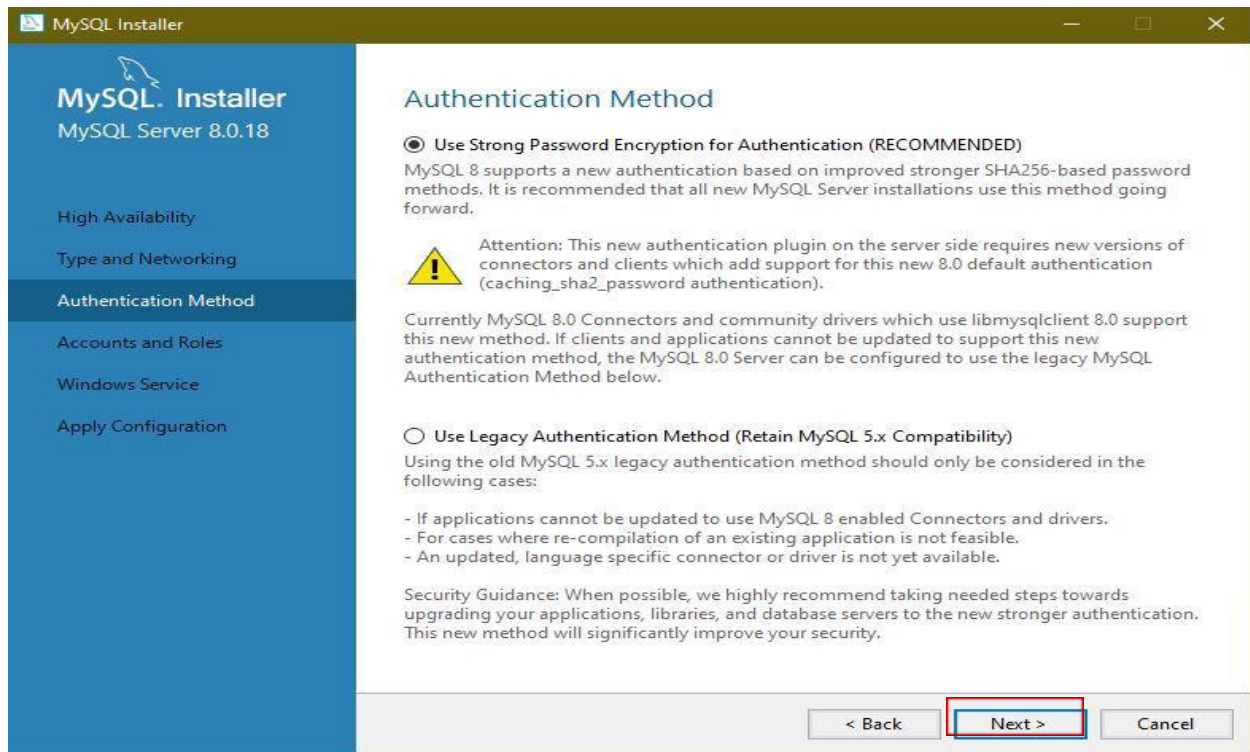 MySQL Installer
MySQL. Installer
MySQL Server 8.0.18
High Availability
Type and Networking
Authentication Method
Accounts and Roles
Windows Service
Apply Configuration
Authentication Method
Use Strong Password Encryption for Authentication (RECOMMENDED)
MySQL 8 supports a new authentication based on improved stronger SHA256-based password
methods. It is recommended that all new MySQL Server installations use this method going
forward.
Attention: This new authentication plugin on the server side requires new versions of
connectors and clients which add support for this new 8.0 default authentication
(caching_sha2_password authentication).
Currently MySQL 8.0 Connectors and community drivers which use libmysqlclient 8.0 support
this new method. If clients and applications cannot be updated to support this new
authentication method, the MySQL 8.0 Server can be configured to use the legacy MySQL
Authentication Method below.
Use Legacy Authentication Method (Retain MySQL 5.x Compatibility)
Using the old MySQL 5.x legacy authentication method should only be considered in the
following cases:
- If applications cannot be updated to use MySQL 8 enabled Connectors and drivers.
- For cases where re-compilation of an existing application is not feasible.
- An updated, language specific connector or driver is not yet available.
Security Guidance: When possible, we highly recommend taking needed steps towards
upgrading your applications, libraries, and database servers to the new stronger authentication.
This new method will significantly improve your security.
< Back
Next >
Cancel